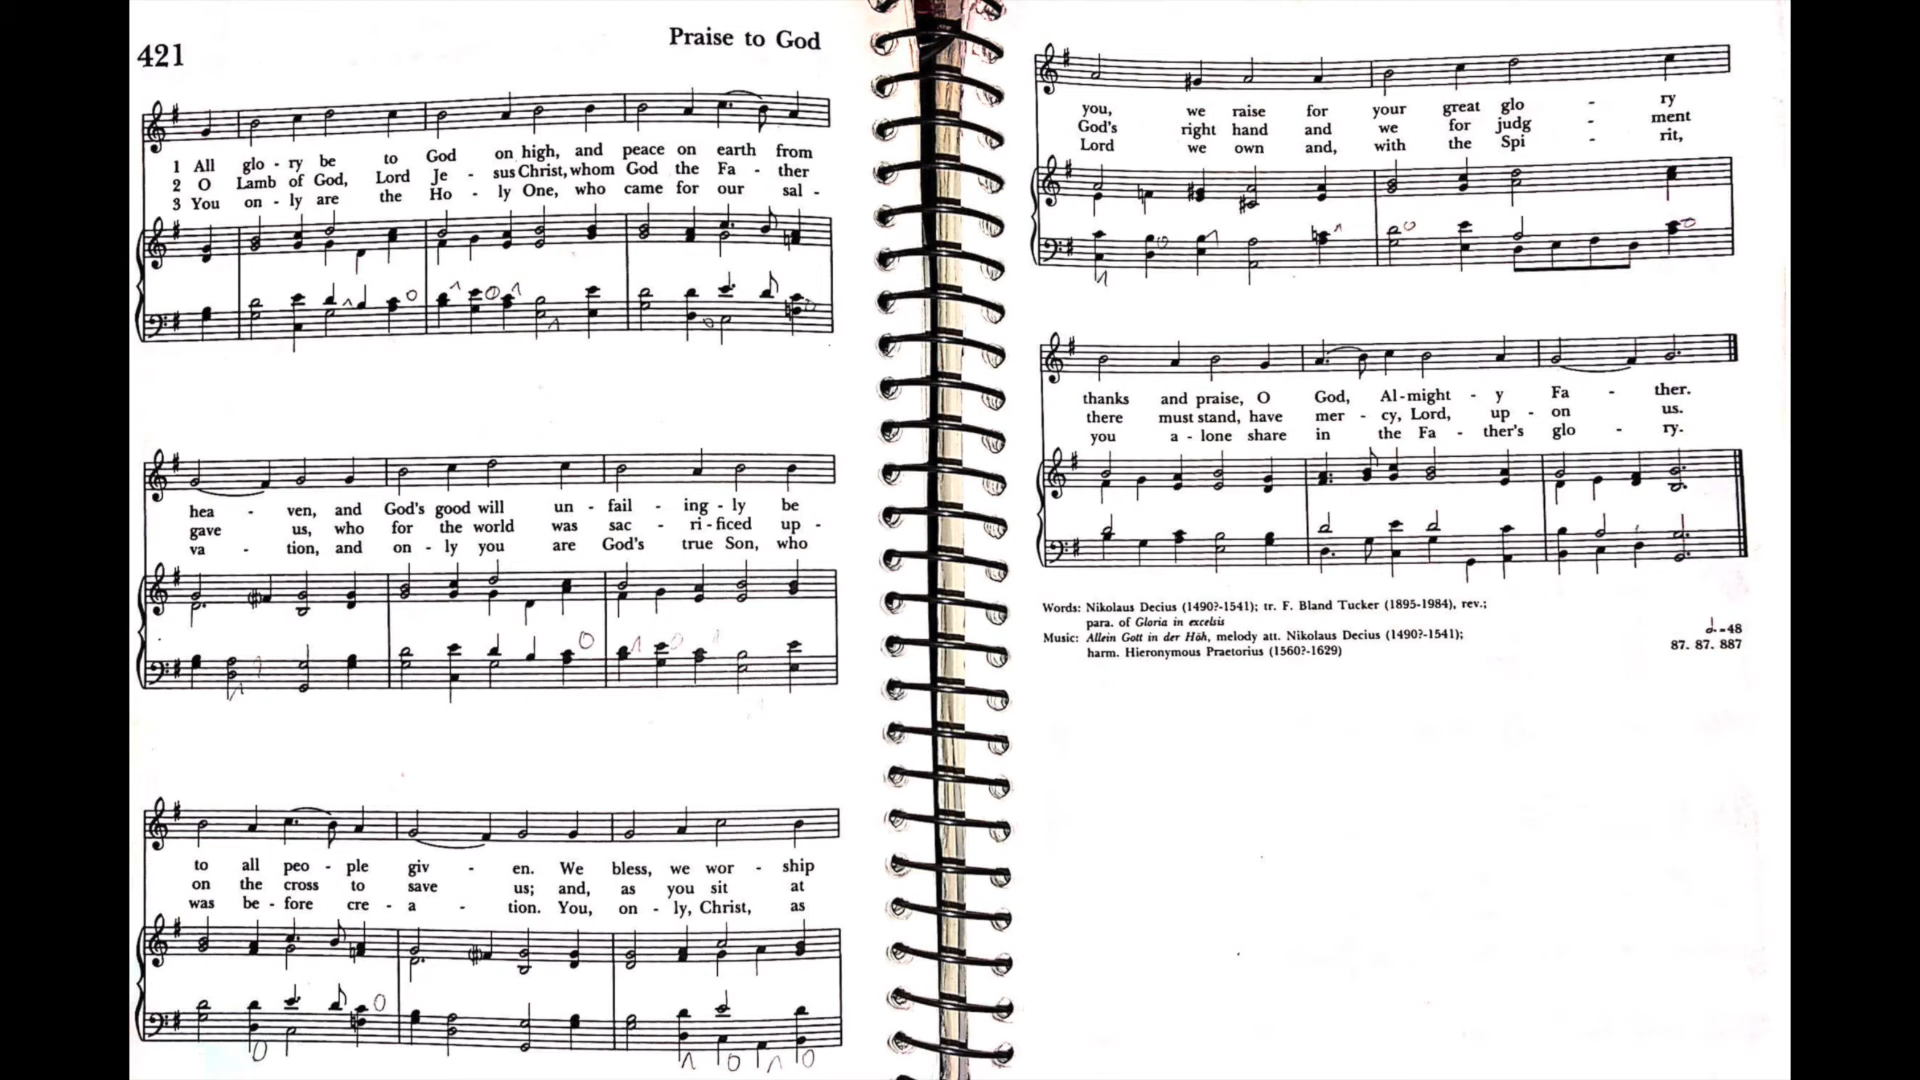 421
Praise to God
1 All glo - ry be to God on high, and peace on earth from
2 O Lamb of God, Lord Je - sus Christ, whom God the Fa - ther
3 You on - ly are the Ho - ly One, who came for our sal -
hea - ven, and God's good will un - fail - ing - ly be
gave us, who for the world was sac - ri - ficed up -
va - tion, and on - ly you are God's true Son, who
to all peo - ple giv - en. We bless, we wor - ship
on the cross to save us; and, as you sit at
was be - fore cre - a - tion. You, on - ly, Christ, as
you, we raise for your great glo - ry
God's right hand and we for judg - ment
Lord we own and, with the Spi - rit,
thanks and praise, O God, Al - might - y Fa - ther.
there must stand, have mer - cy, Lord, up - on us.
you a - lone share in the Fa - ther's glo - ry.
Words: Nikolaus Decius (1490?-1541); tr. F. Bland Tucker (1895-1984), rev.;
para. of Gloria in excelsis
Music: Allein Gott in der Höh, melody att. Nikolaus Decius (1490?-1541);
harm. Hieronymous Praetorius (1560?-1629)
=48
87. 87. 887